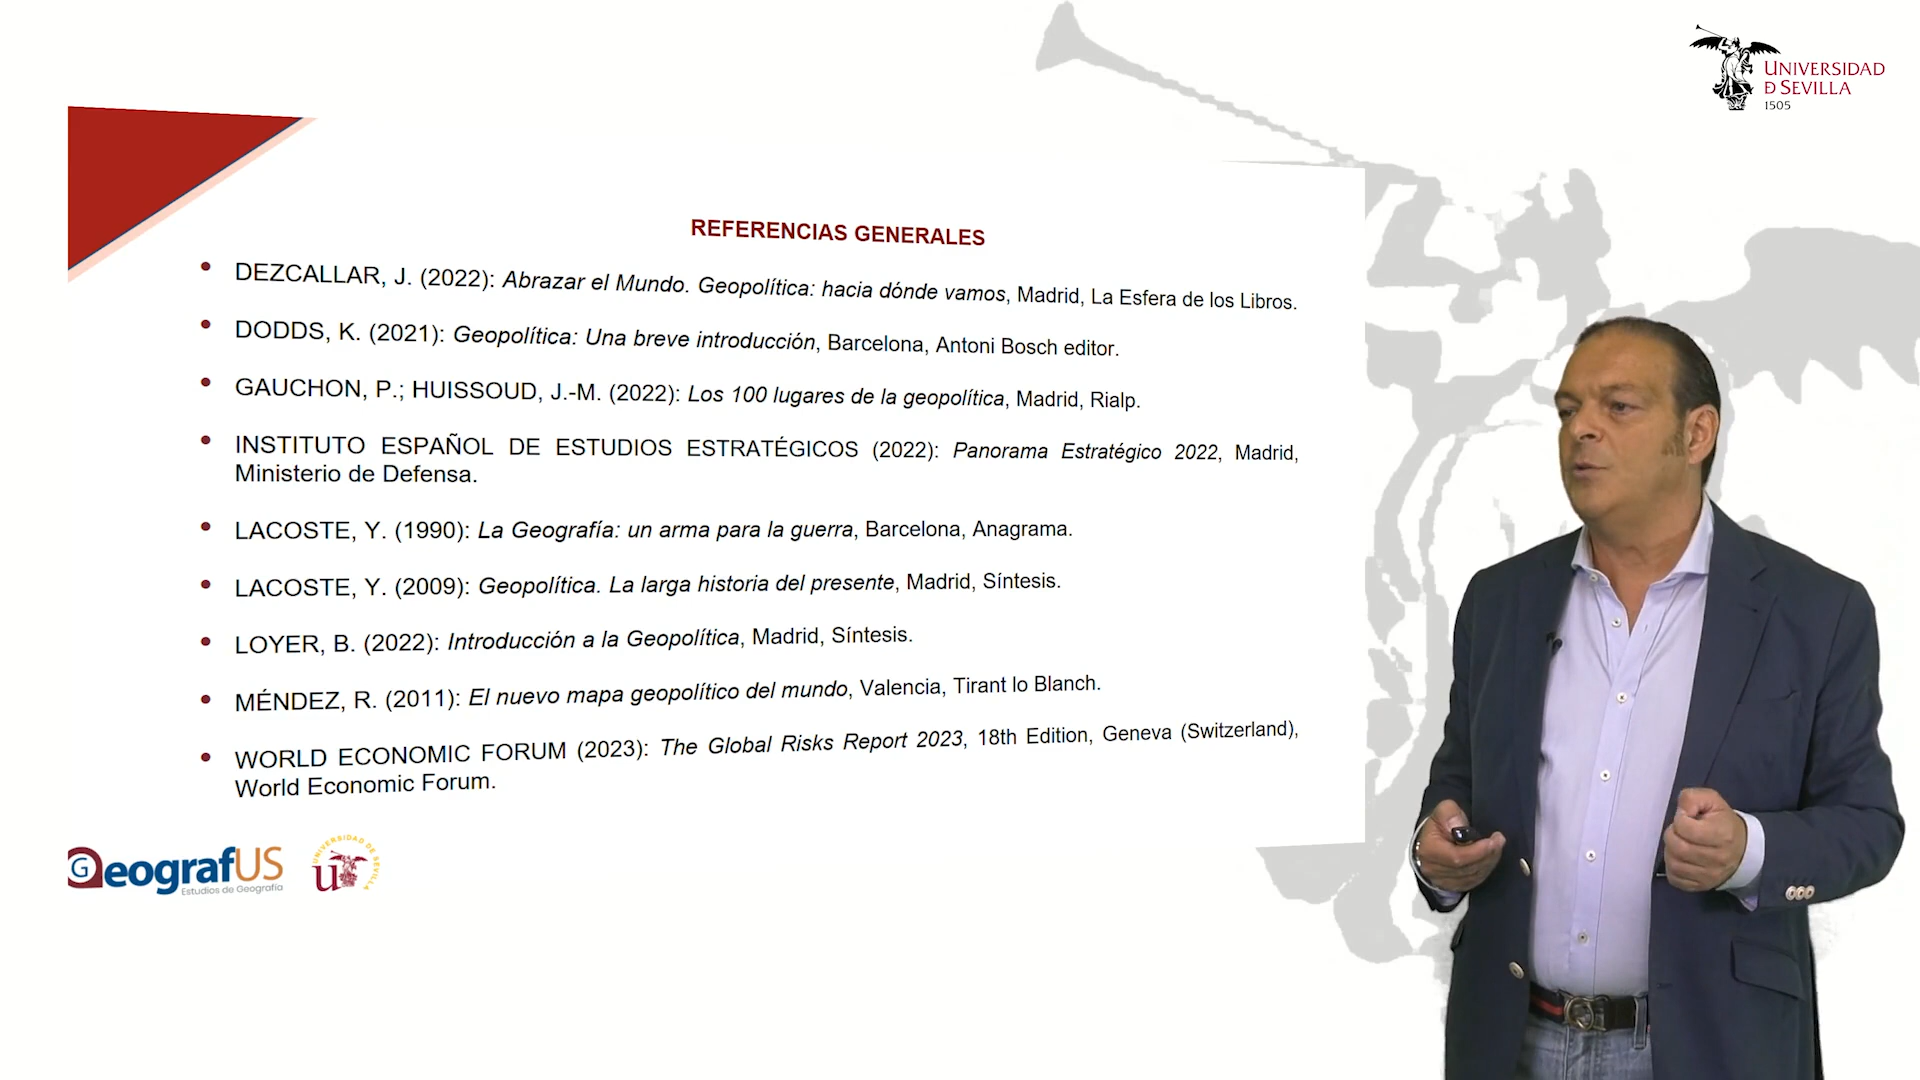 UNIVERSIDAD
Ð SEVILLA
1505
REFERENCIAS GENERALES
• DEZCALLAR, J. (2022): Abrazar el Mundo. Geopolítica: hacia dónde vamos, Madrid, La Esfera de los Libros.
• DODDS, K. (2021): Geopolítica: Una breve introducción, Barcelona, Antoni Bosch editor.
• GAUCHON, P.; HUISSOUD, J.-M. (2022): Los 100 lugares de la geopolítica, Madrid, Rialp.
• INSTITUTO ESPAÑOL DE ESTUDIOS ESTRATÉGICOS (2022): Panorama Estratégico 2022, Madrid,
Ministerio de Defensa.
• LACOSTE, Y. (1990): La Geografía: un arma para la guerra, Barcelona, Anagrama.
• LACOSTE, Y. (2009): Geopolítica. La larga historia del presente, Madrid, Síntesis.
• LOYER, B. (2022): Introducción a la Geopolítica, Madrid, Síntesis.
• MÉNDEZ, R. (2011): El nuevo mapa geopolítico del mundo, Valencia, Tirant lo Blanch.
• WORLD ECONOMIC FORUM (2023): The Global Risks Report 2023, 18th Edition, Geneva (Switzerland),
World Economic Forum.
GeografUS
Estudios de Geografía
UNIVERSIDAD DE SEVILLA
U